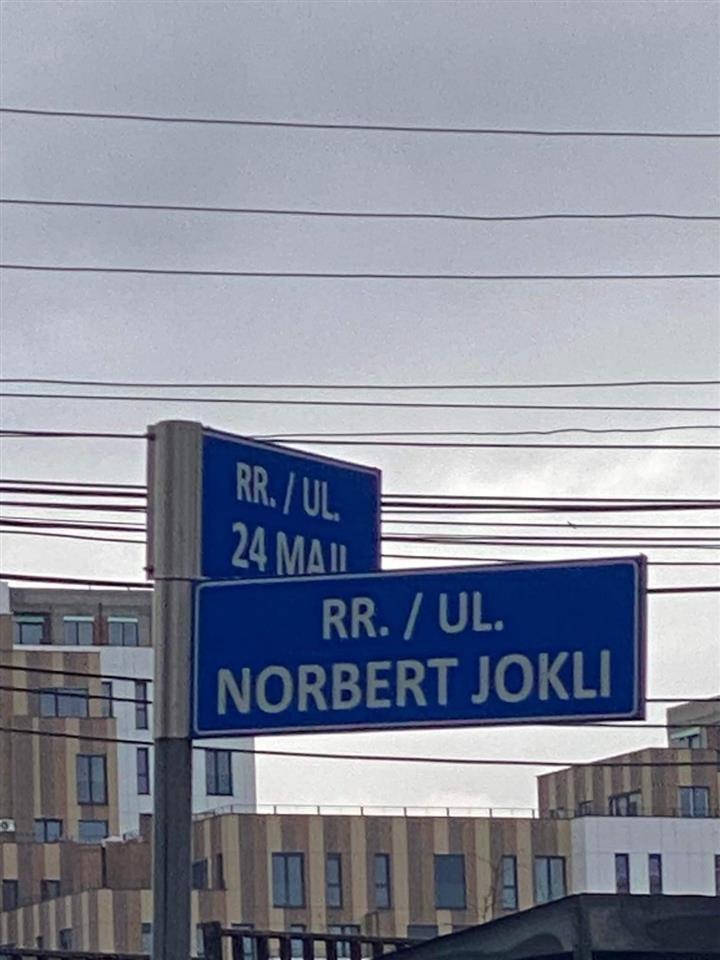 RR. / UL.
24 MAJI
RR. / UL.
NORBERT JOKLI